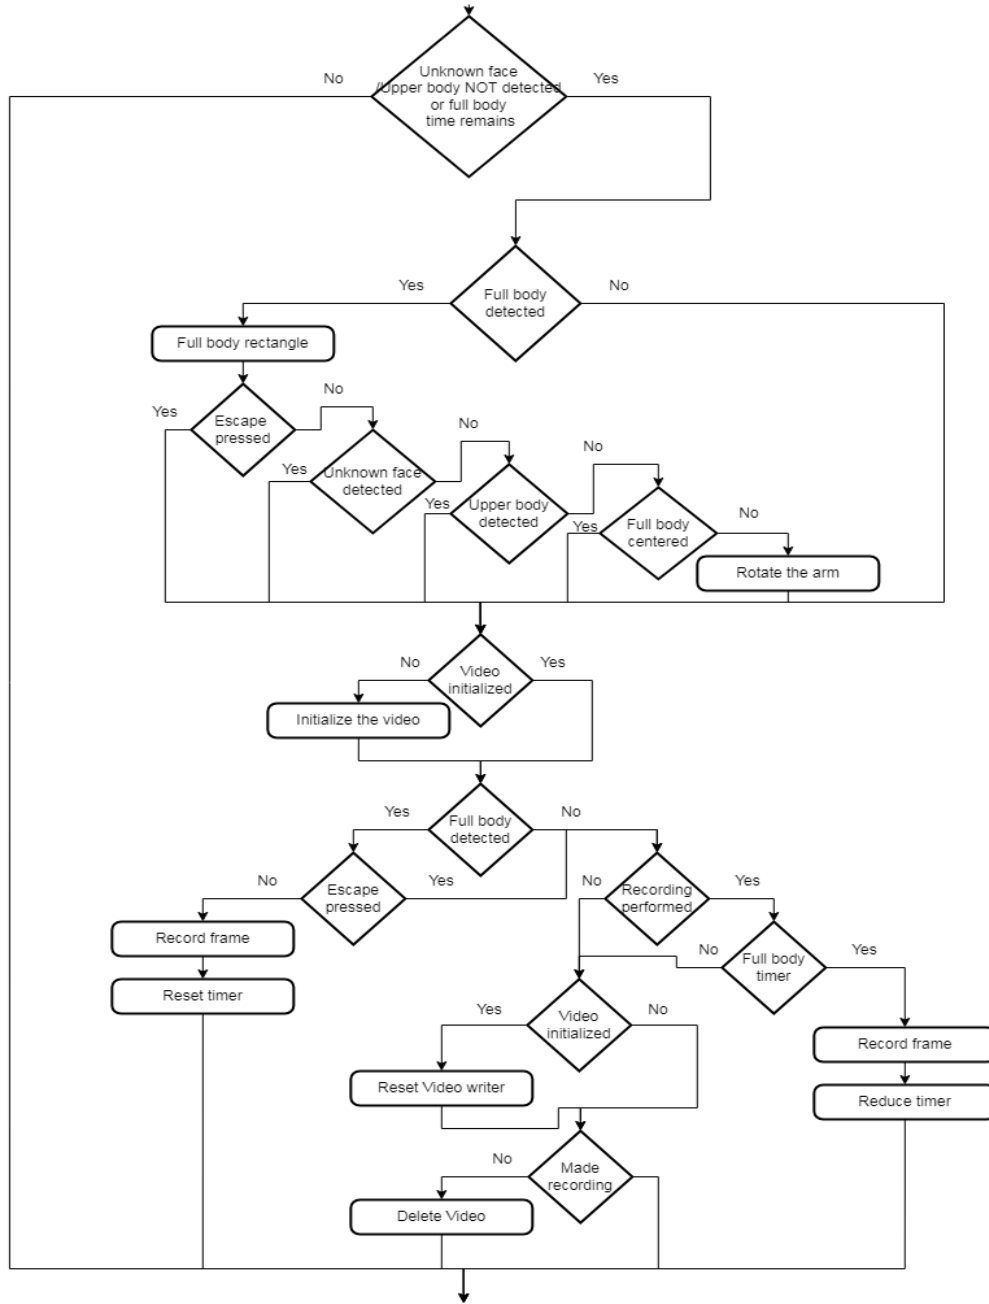 No
Unknown face
/Upper body NOT detected
or full body
time remains
Yes
Yes
Full body
detected
No
Full body rectangle
Yes
Escape
pressed
No
Yes
Unknown face
detected
No
Yes
Upper body
detected
No
Yes
Full body
centered
No
Rotate the arm
No
Video
initialized
Yes
Initialize the video
Yes
Full body
detected
No
No
Escape
pressed
Yes
No
Recording
performed
Yes
Record frame
Reset timer
No
Full body
timer
Yes
Yes
Video
initialized
No
Record frame
Reduce timer
Reset Video writer
No
Made
recording
Delete Video